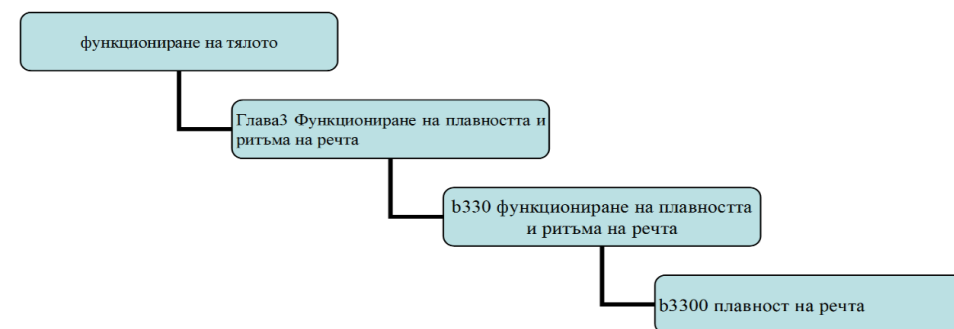 функциониране на тялото
Глава3 Функциониране на плавността и
ритъма на речта
b330 функциониране на плавността
и ритъма на речта
b3300 плавност на речта